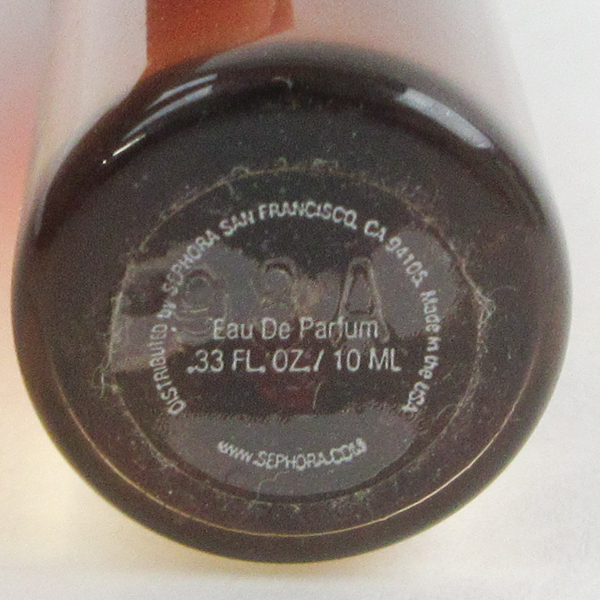 DISTRIBUTED by SEPHORA SAN FRANCISCO, CA 94105. Made in the USA
Eau De Parfum
.33 FL. OZ./ 10 ML
www.SEPHORA.COM